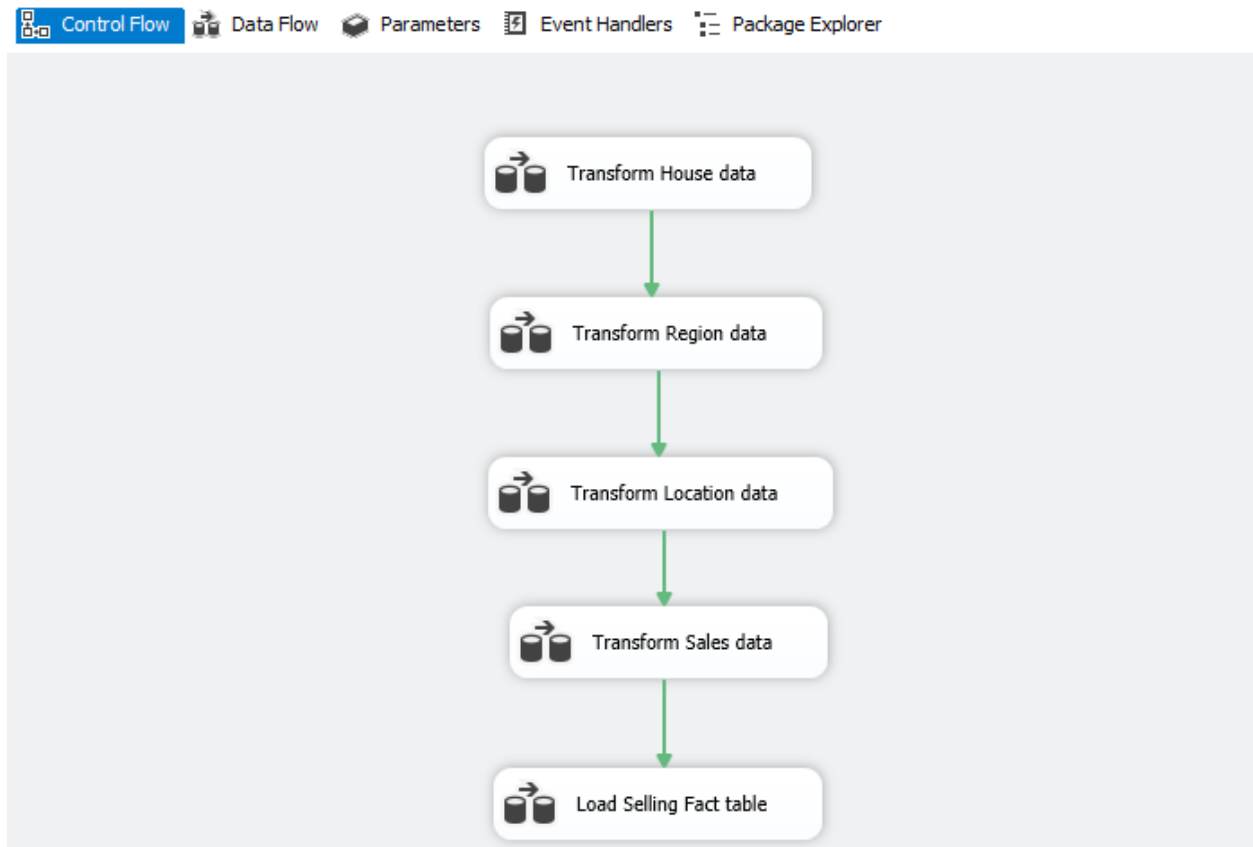 Control Flow Data Flow Parameters Event Handlers Package Explorer
Transform House data
Transform Region data
Transform Location data
Transform Sales data
Load Selling Fact table